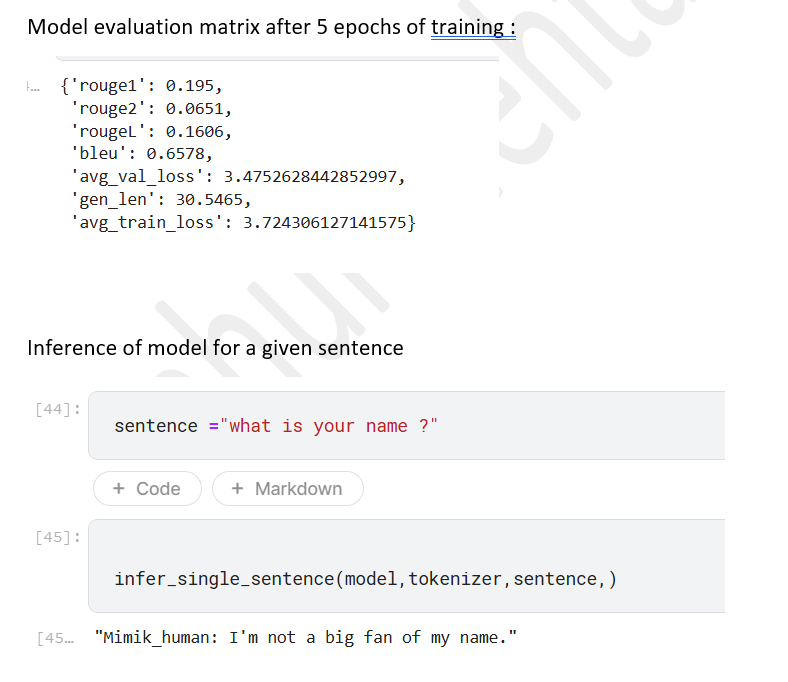 Model evaluation matrix after 5 epochs of training :
{'rouge1': 0.195,
'rouge2': 0.0651,
'rougeL': 0.1606,
'bleu': 0.6578,
'avg_val_loss': 3.4752628442852997,
'gen_len': 30.5465,
'avg_train_loss': 3.724306127141575}
Inference of model for a given sentence
[44]:
sentence ="what is your name ?"
+ Code + Markdown
[45]:
infer_single_sentence(model,tokenizer,sentence,)
[45… "Mimik_human: I'm not a big fan of my name."